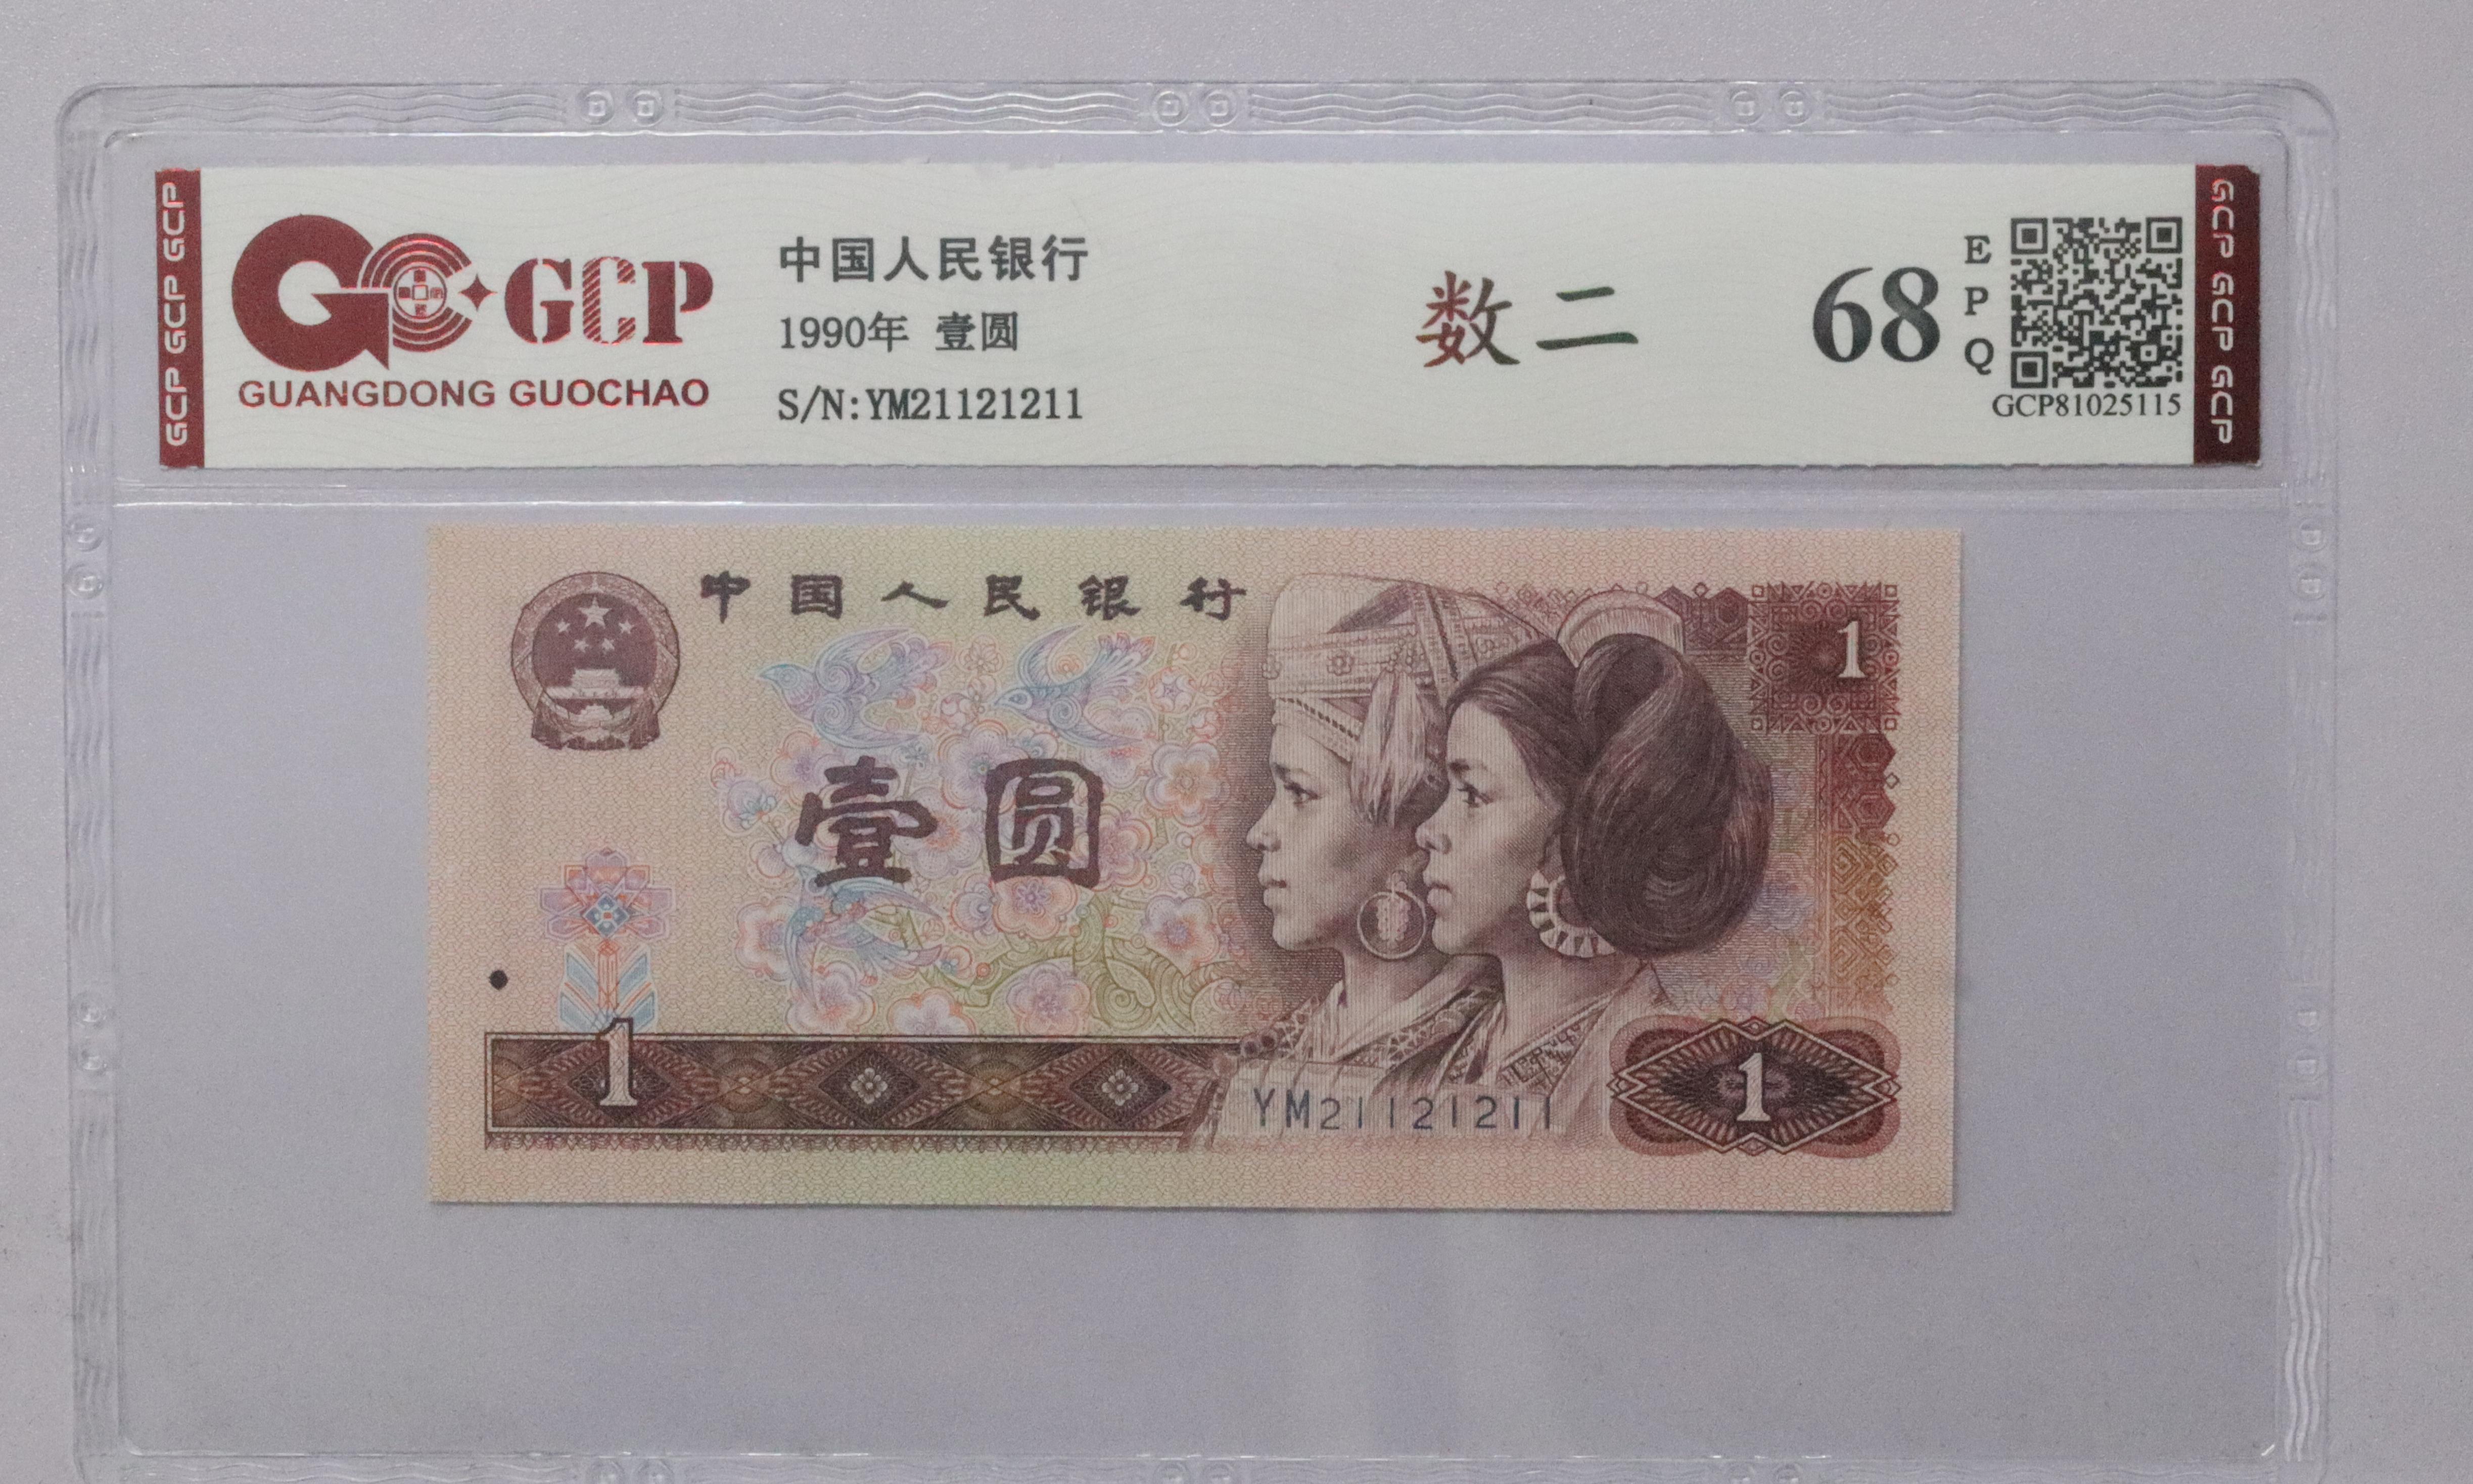 GCP GCP GCP
GCP
GUANGDONG GUOCHAO
中国人民银行
1990年 壹圆
S/N:YM21121211
数二
68
EPQ
GCP81025115
GCP GCP GCP
中国人民银行
1
壹圆
1
YM21121211
1